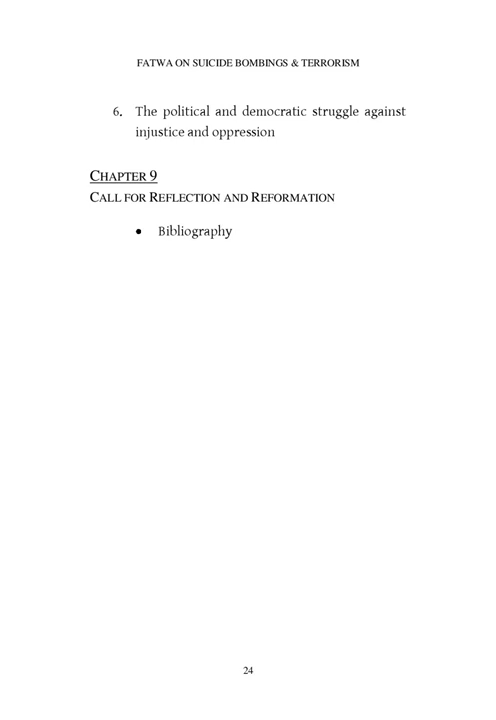 FATWA ON SUICIDE BOMBINGS & TERRORISM
6. The political and democratic struggle against
injustice and oppression
CHAPTER 9
CALL FOR REFLECTION AND REFORMATION
• Bibliography
24